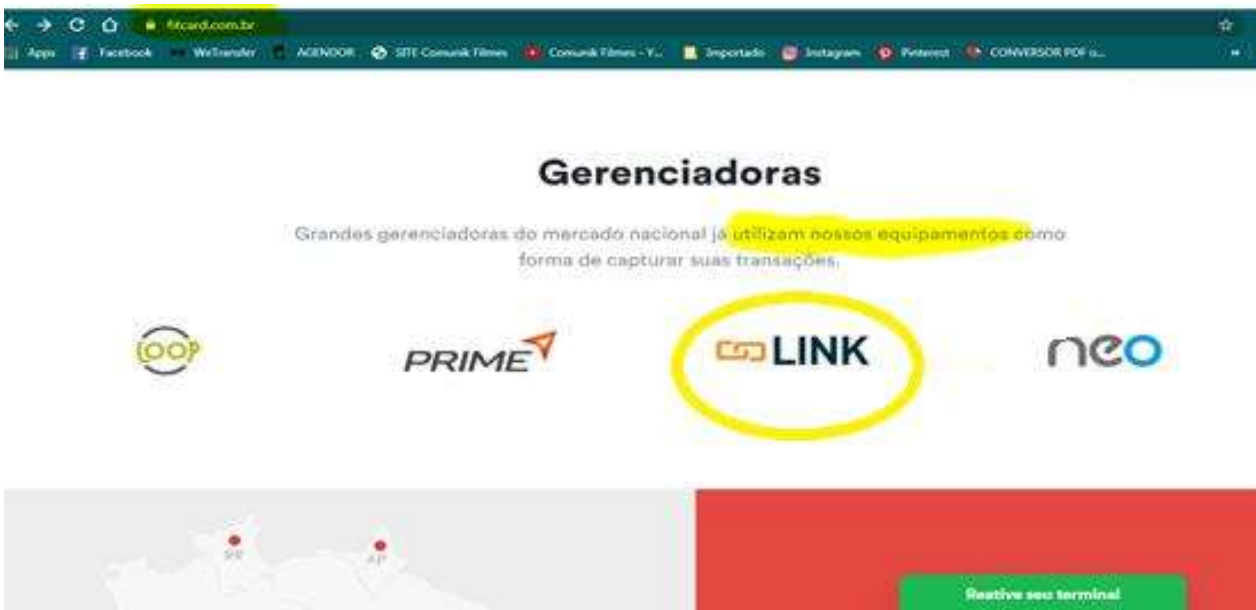 fitcard.com.br
Apps Facebook WeTransfer AGENDOR SITE Comunik Filmes Comunik Filmes - Y... Importado Instagram Pinterest CONVERSOR PDF o...
Gerenciadoras
Grandes gerenciadoras do mercado nacional já utilizam nossos equipamentos como
forma de capturar suas transações.
LOOP PRIME LINK neo
RR AP
Reative seu terminal